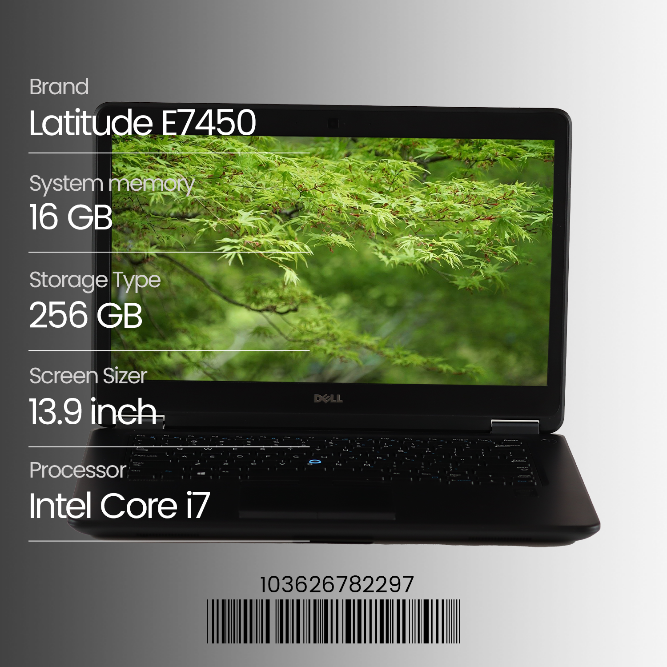 Brand
Latitude E7450
System memory
16 GB
Storage Type
256 GB
Screen Sizer
13.9 inch
DELL
Processor
Intel Core i7
103626782297